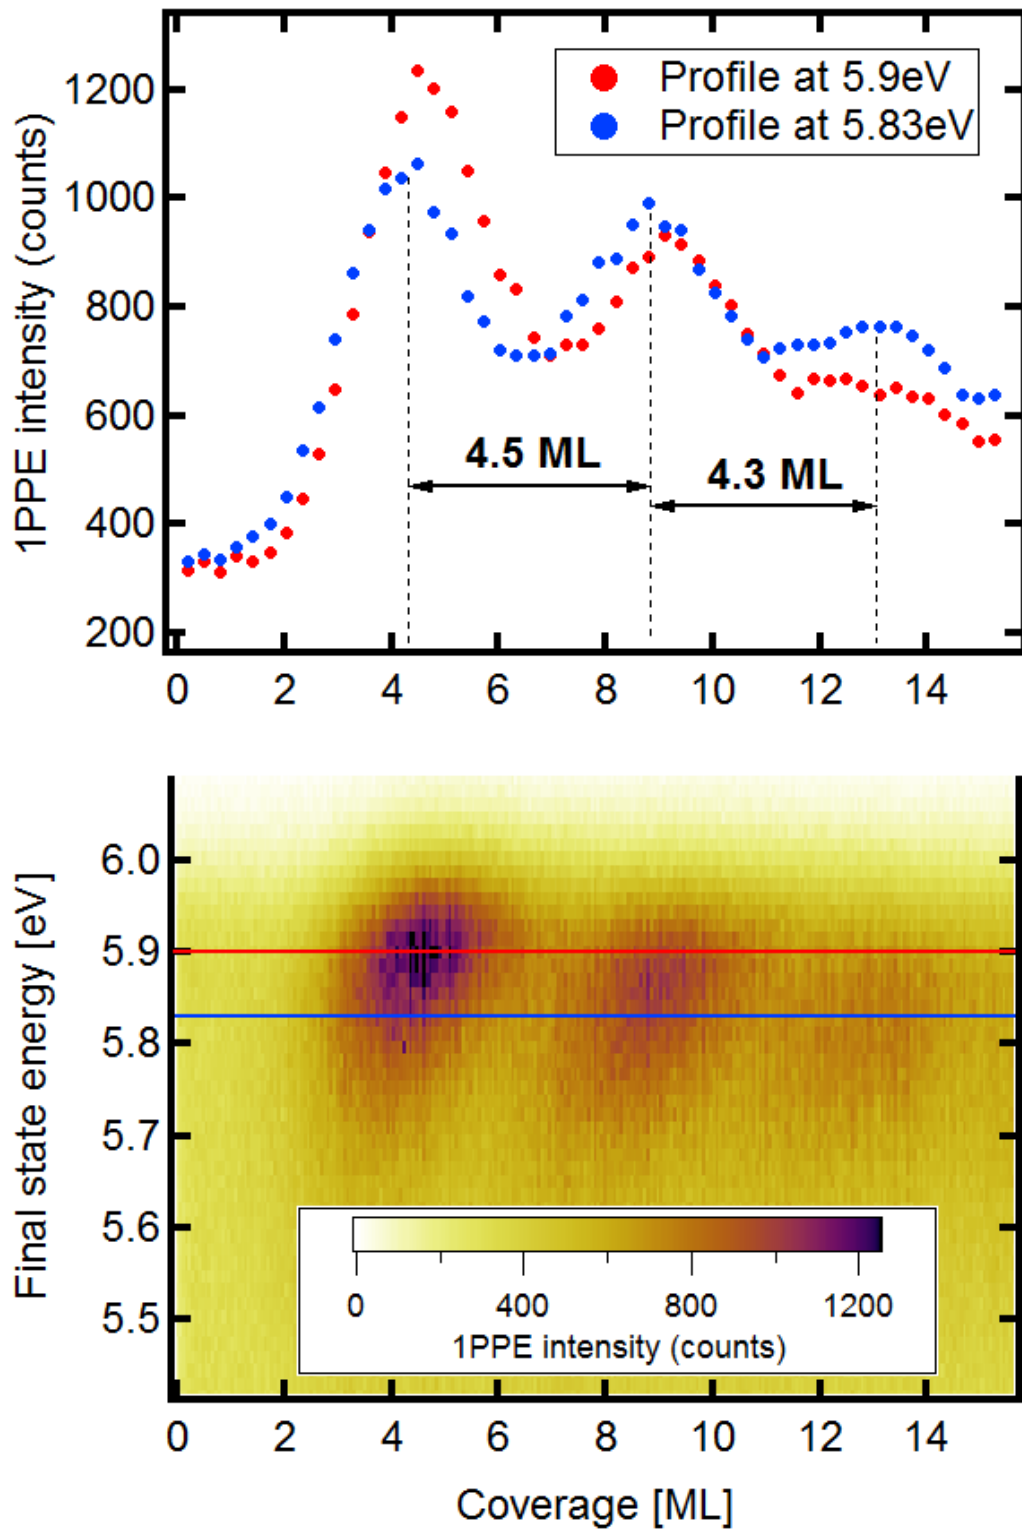 1PPE intensity (counts)
1200
1000
800
600
400
200
Profile at 5.9eV
Profile at 5.83eV
4.5 ML
4.3 ML
0 2 4 6 8 10 12 14
Final state energy [eV]
6.0
5.9
5.8
5.7
5.6
5.5
0 400 800 1200
1PPE intensity (counts)
0 2 4 6 8 10 12 14
Coverage [ML]